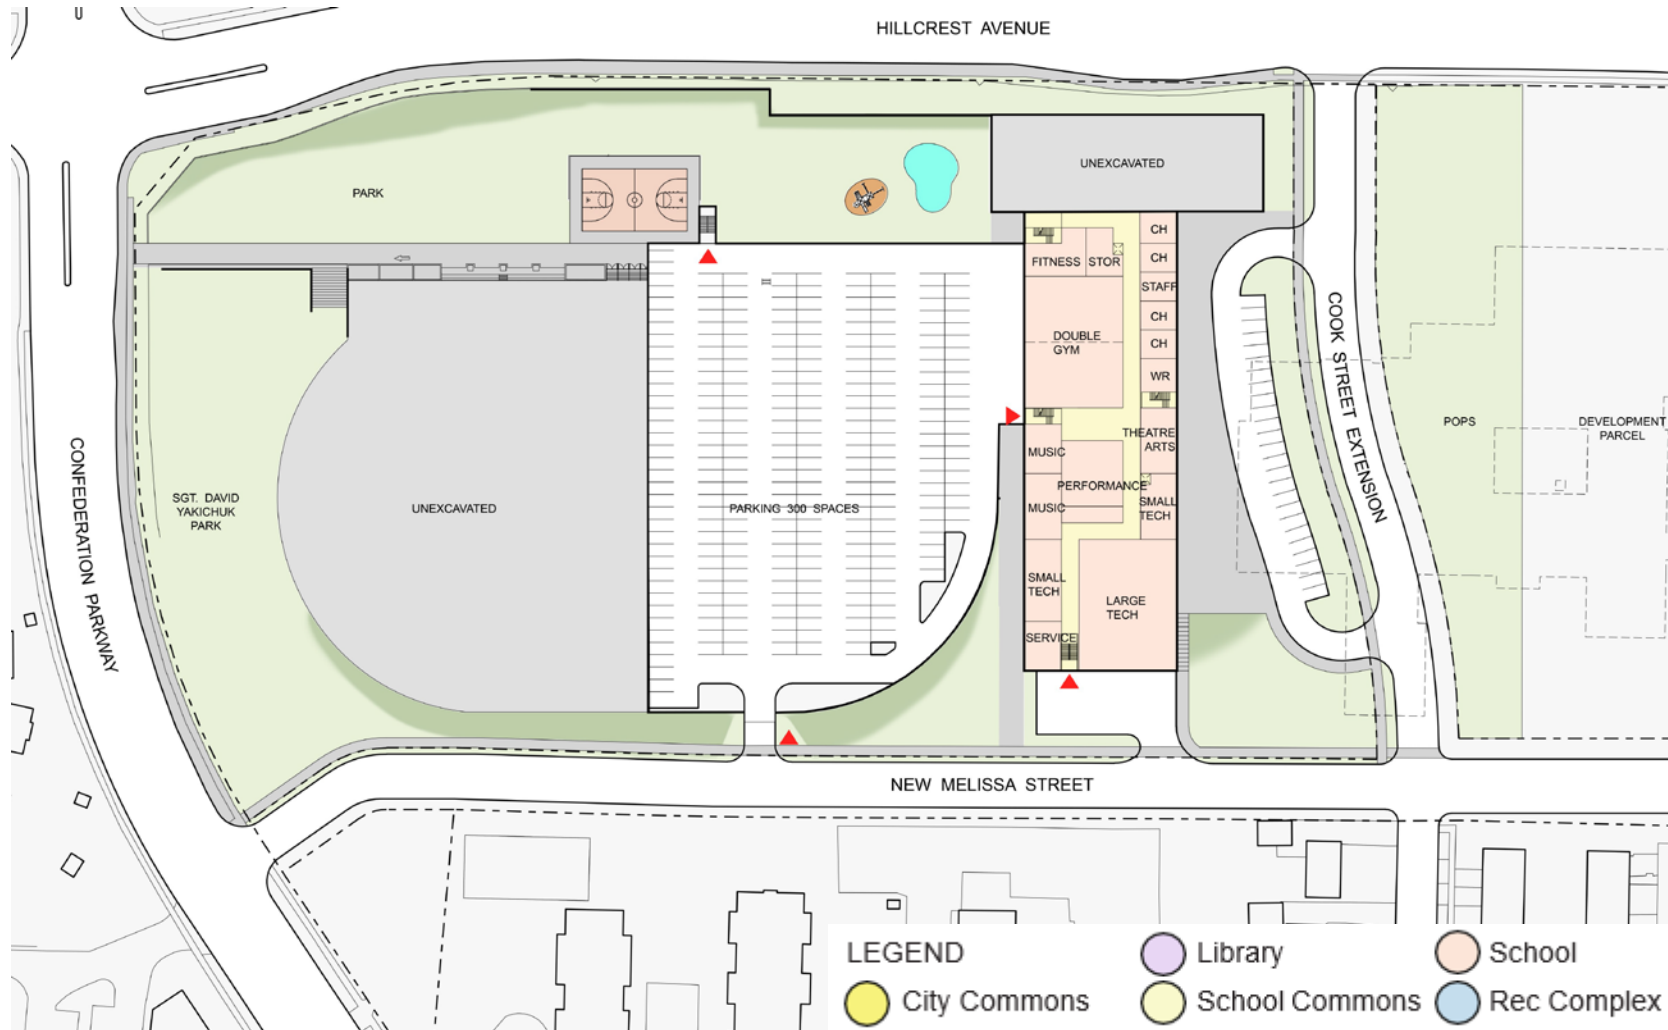 HILLCREST AVENUE
UNEXCAVATED
PARK
CH
FITNESS
STOR
CH
STAFF
CH
DOUBLE
GYM
CH
WR
COOK STREET EXTENSION
POPS
DEVELOPMENT
PARCEL
THEATRE
ARTS
MUSIC
PERFORMANCE
MUSIC
SMALL
TECH
CONFEDERATION PARKWAY
SGT. DAVID
YAKICHUK
PARK
UNEXCAVATED
PARKING 300 SPACES
SMALL
TECH
LARGE
TECH
SERVICE
NEW MELISSA STREET
LEGEND
Library
School
City Commons
School Commons
Rec Complex